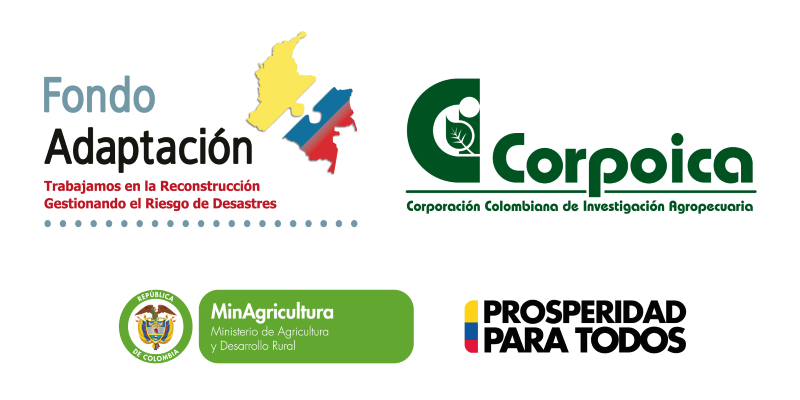 Fondo
Adaptación
Trabajamos en la Reconstrucción
Gestionando el Riesgo de Desastres
Corpoica
Corporación Colombiana de Investigación Agropecuaria
REPÚBLICA
DE COLOMBIA
MinAgricultura
Ministerio de Agricultura
y Desarrollo Rural
PROSPERIDAD
PARA TODOS